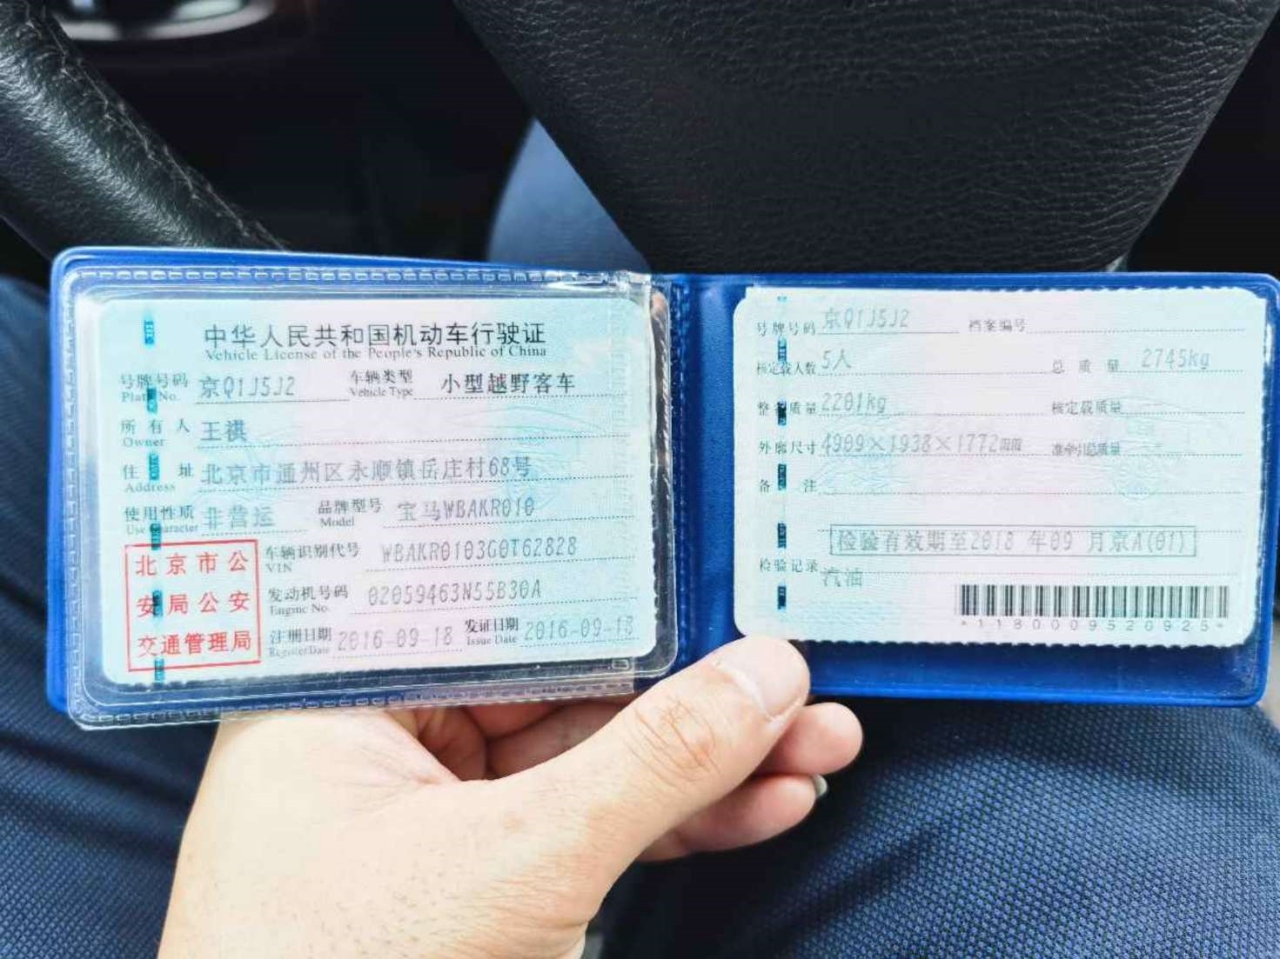 中华人民共和国机动车行驶证
Vehicle License of the People's Republic of China
号牌号码 京Q1J5J2 车辆类型 小型越野客车
Plate No. Vehicle Type
所有人 王祺
Owner
住址 北京市通州区永顺镇岳庄村68号
Address
使用性质 非营运 品牌型号 宝马WBAKR010
Use Character Model
北京市公
安局公安
交通管理局
车辆识别代号 WBAKR0103G0T62828
VIN
发动机号码 02059463N55B30A
Engine No.
注册日期 2016-09-18 发证日期 2016-09-18
Register Date Issue Date
号牌号码 京Q1J5J2 档案编号
核定载人数 5人 总质量 2745kg
整备质量 2201kg 核定载质量
外廓尺寸 4909×1938×1772 准牵引总质量
备注
检验有效期至2018年09月京A(01)
检验记录 汽油
*1180009520925*